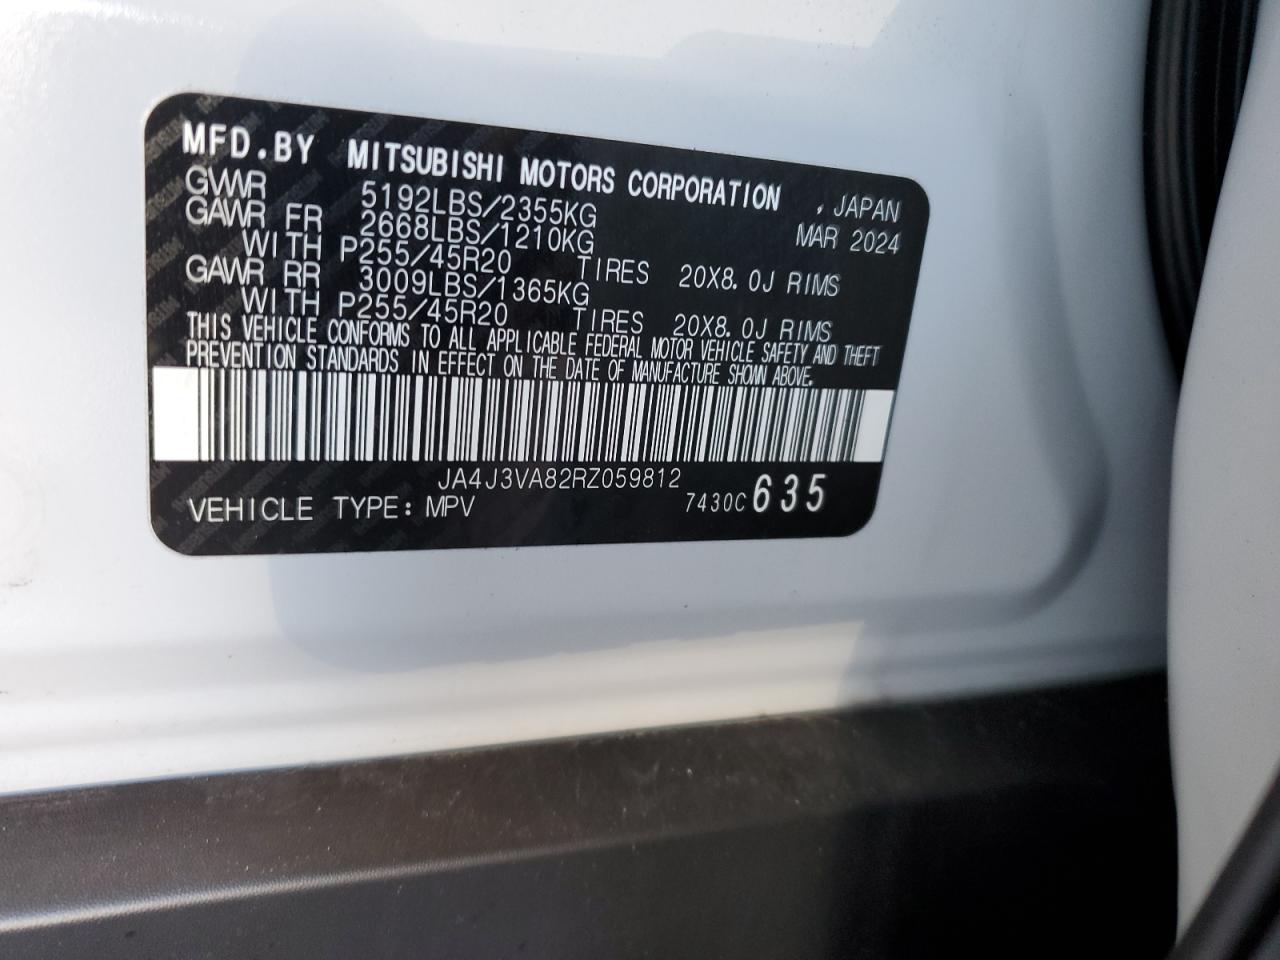 MFD.BY MITSUBISHI MOTORS CORPORATION , JAPAN
GVWR 5192LBS/2355KG MAR 2024
GAWR FR 2668LBS/1210KG
WITH P255/45R20 TIRES 20X8.0J RIMS
GAWR RR 3009LBS/1365KG
WITH P255/45R20 TIRES 20X8.0J RIMS
THIS VEHICLE CONFORMS TO ALL APPLICABLE FEDERAL MOTOR VEHICLE SAFETY AND THEFT
PREVENTION STANDARDS IN EFFECT ON THE DATE OF MANUFACTURE SHOWN ABOVE.
JA4J3VA82RZ059812
VEHICLE TYPE: MPV 7430C 635